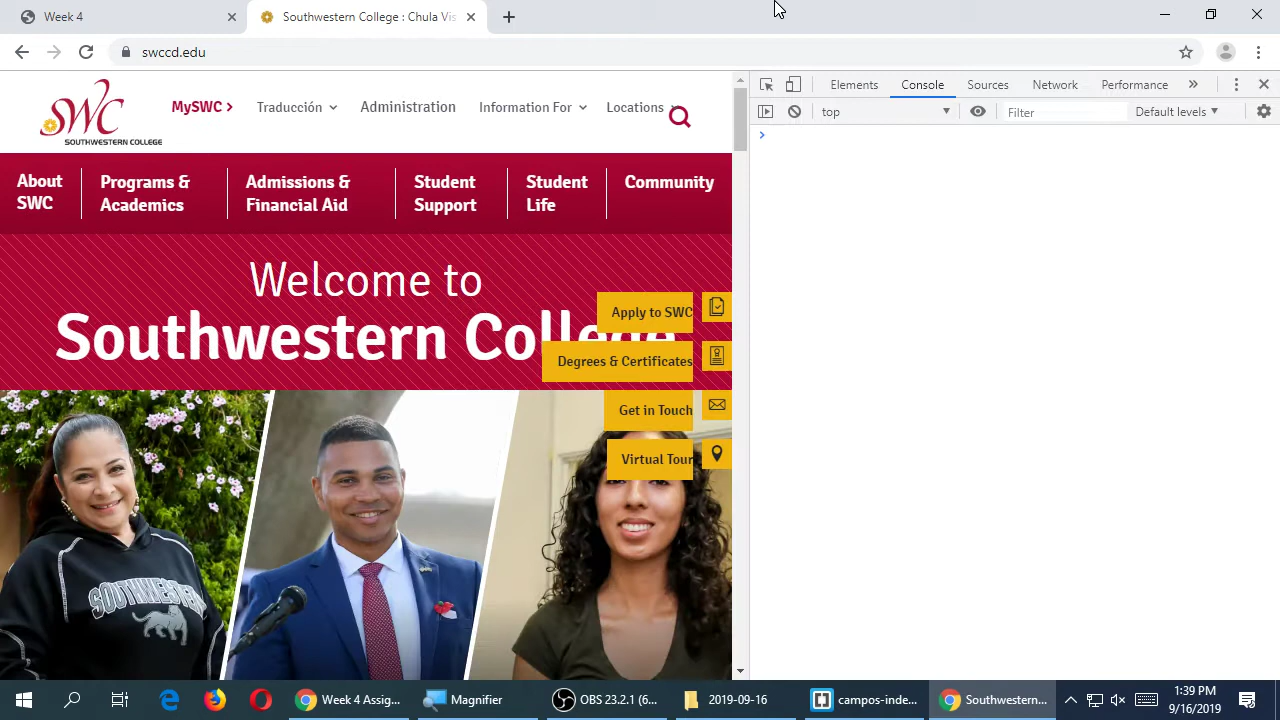 Week 4
Southwestern College : Chula Vis
swccd.edu
SWC
SOUTHWESTERN COLLEGE
MySWC
Traducción
Administration
Information For
Locations
About
SWC
Programs &
Academics
Admissions &
Financial Aid
Student
Support
Student
Life
Community
Welcome to
Southwestern College
Apply to SWC
Degrees & Certificates
Get in Touch
Virtual Tour
SOUTHWESTERN
Elements
Console
Sources
Network
Performance
top
Filter
Default levels
Week 4 Assig...
Magnifier
OBS 23.2.1 (6...
2019-09-16
campos-inde...
Southwestern...
1:39 PM
9/16/2019